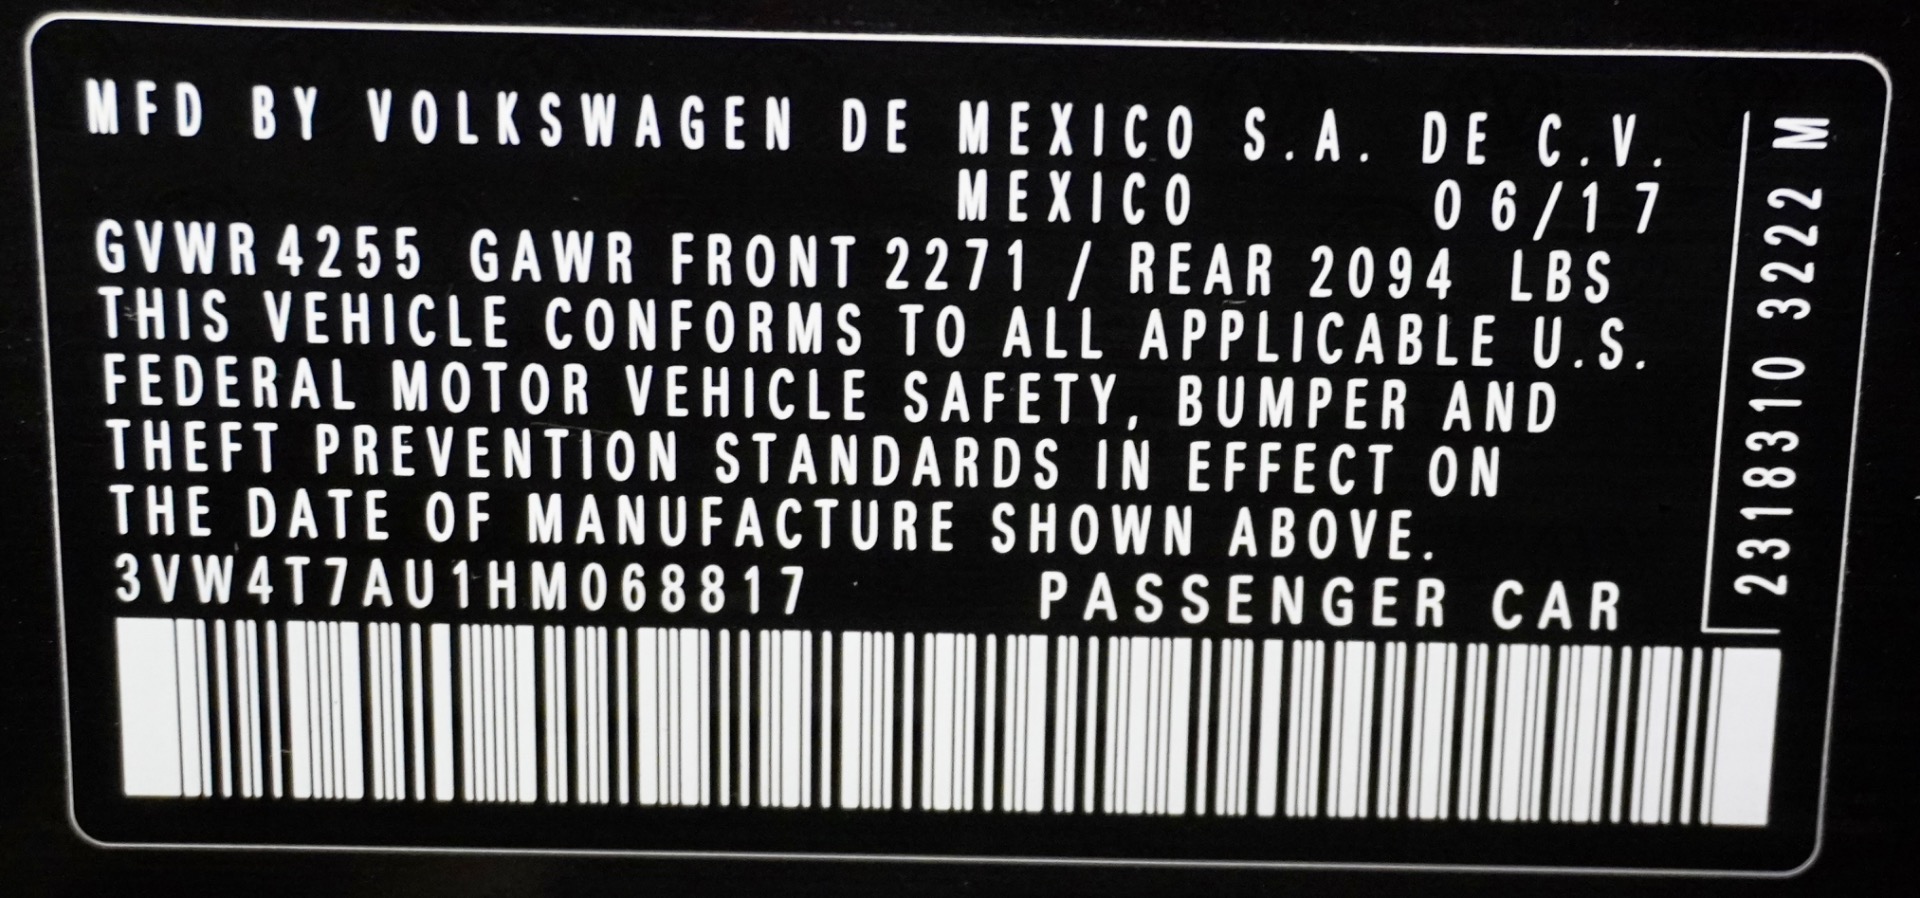 MFD BY VOLKSWAGEN DE MEXICO S.A. DE C.V.
MEXICO 06/17
GVWR 4255 GAWR FRONT 2271 / REAR 2094 LBS
THIS VEHICLE CONFORMS TO ALL APPLICABLE U.S.
FEDERAL MOTOR VEHICLE SAFETY, BUMPER AND
THEFT PREVENTION STANDARDS IN EFFECT ON
THE DATE OF MANUFACTURE SHOWN ABOVE.
3VW4T7AU1HM068817 PASSENGER CAR
2318310 3222 M